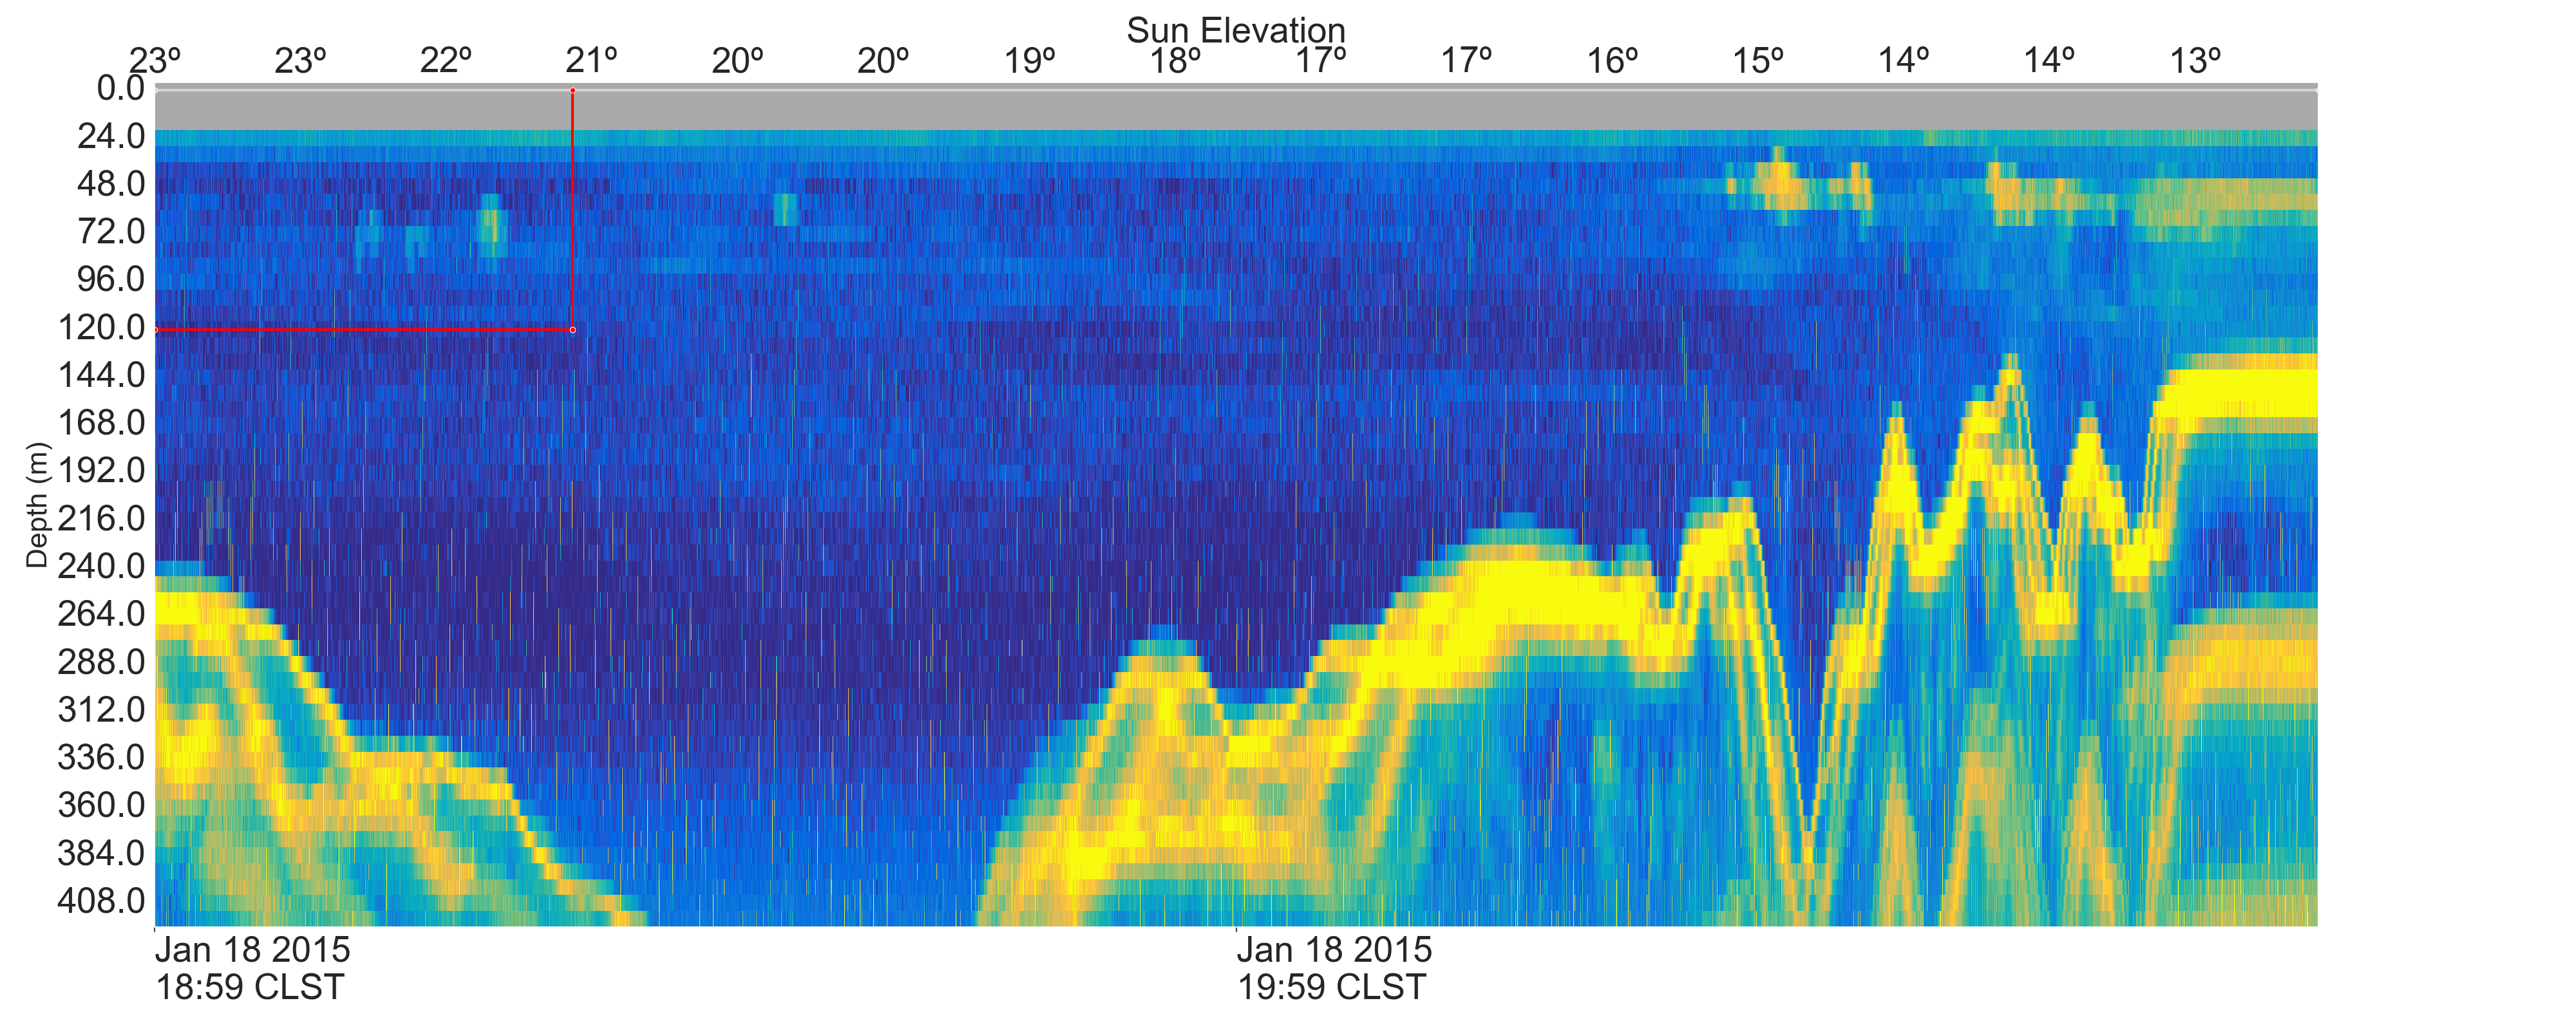 Sun Elevation
23º 23º 22º 21º 20º 20º 19º 18º 17º 17º 16º 15º 14º 14º 13º
0.0
24.0
48.0
72.0
96.0
120.0
144.0
168.0
192.0
216.0
240.0
264.0
288.0
312.0
336.0
360.0
384.0
408.0
Depth (m)
Jan 18 2015
18:59 CLST
Jan 18 2015
19:59 CLST